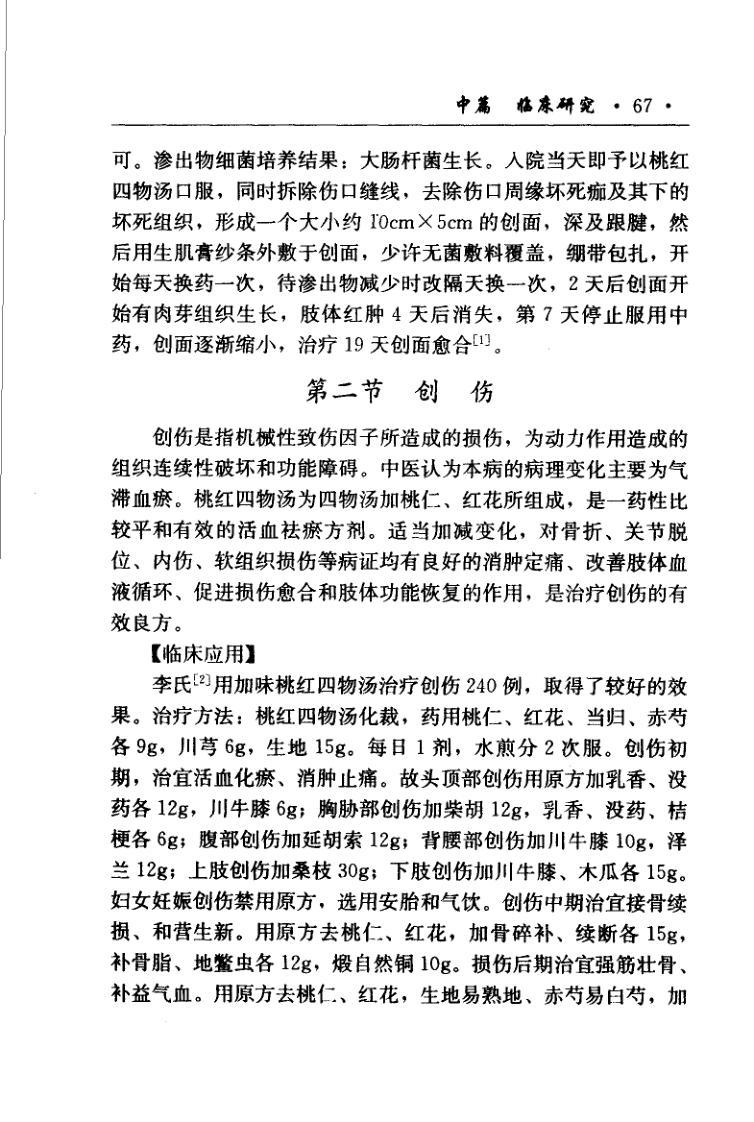 中篇 临床研究 · 67 ·
可。渗出物细菌培养结果：大肠杆菌生长。入院当天即予以桃红
四物汤口服，同时拆除伤口缝线，去除伤口周缘坏死痂及其下的
坏死组织，形成一个大小约 10cm×5cm 的创面，深及跟腱，然
后用生肌膏纱条外敷于创面，少许无菌敷料覆盖，绷带包扎，开
始每天换药一次，待渗出物减少时改隔天换一次，2 天后创面开
始有肉芽组织生长，肢体红肿 4 天后消失，第 7 天停止服用中
药，创面逐渐缩小，治疗 19 天创面愈合[1]。
第二节 创 伤
创伤是指机械性致伤因子所造成的损伤，为动力作用造成的
组织连续性破坏和功能障碍。中医认为本病的病理变化主要为气
滞血瘀。桃红四物汤为四物汤加桃仁、红花所组成，是一药性比
较平和有效的活血祛瘀方剂。适当加减变化，对骨折、关节脱
位、内伤、软组织损伤等病证均有良好的消肿定痛、改善肢体血
液循环、促进损伤愈合和肢体功能恢复的作用，是治疗创伤的有
效良方。
【临床应用】
李氏[2]用加味桃红四物汤治疗创伤 240 例，取得了较好的效
果。治疗方法：桃红四物汤化裁，药用桃仁、红花、当归、赤芍
各 9g，川芎 6g，生地 15g。每日 1 剂，水煎分 2 次服。创伤初
期，治宜活血化瘀、消肿止痛。故头顶部创伤用原方加乳香、没
药各 12g，川牛膝 6g；胸胁部创伤加柴胡 12g，乳香、没药、桔
梗各 6g；腹部创伤加延胡索 12g；背腰部创伤加川牛膝 10g，泽
兰 12g；上肢创伤加桑枝 30g；下肢创伤加川牛膝、木瓜各 15g。
妇女妊娠创伤禁用原方，选用安胎和气饮。创伤中期治宜接骨续
损、和营生新。用原方去桃仁、红花，加骨碎补、续断各 15g，
补骨脂、地鳖虫各 12g，煅自然铜 10g。损伤后期治宜强筋壮骨、
补益气血。用原方去桃仁、红花，生地易熟地、赤芍易白芍，加